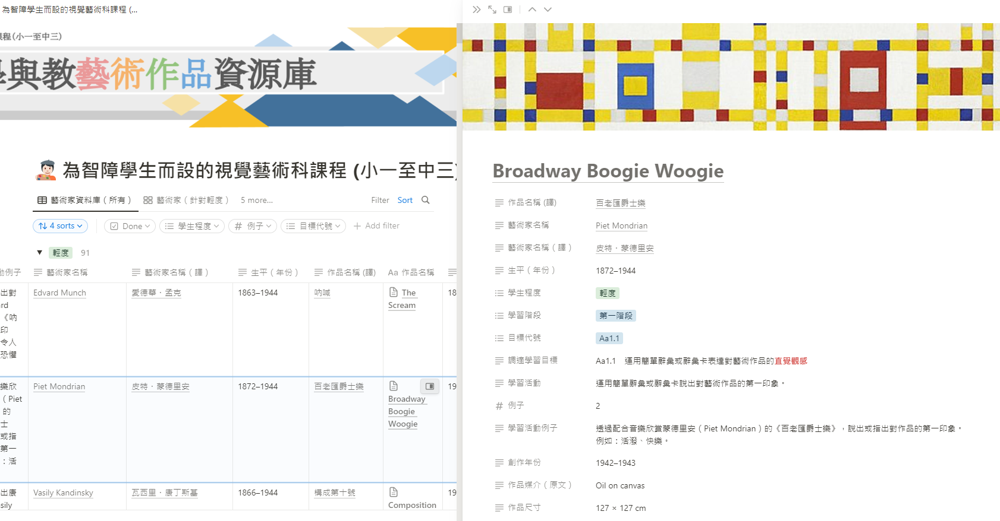 為智障學生而設的視覺藝術科課程 (...
程(小一至中三)
學與教藝術作品資源庫
為智障學生而設的視覺藝術科課程 (小一至中三)
藝術家資料庫（所有）
藝術家（針對輕度）
5 more...
Filter
Sort
4 sorts
Done
學生程度
# 例子
目標代號
+ Add filter
輕度 91
動例子
藝術家名稱
藝術家名稱（譯）
生平（年份）
作品名稱 (譯)
Aa 作品名稱
出對
rd
《吶
印
令人
恐懼
Edvard Munch
愛德華．孟克
1863–1944
吶喊
The
Scream
18
樂欣
（Piet
的
士
或指
第一
：活
Piet Mondrian
皮特．蒙德里安
1872–1944
百老匯爵士樂
Broadway
Boogie
Woogie
19
出康
sily
Vasily Kandinsky
瓦西里．康丁斯基
1866–1944
構成第十號
Composition
19
Broadway Boogie Woogie
作品名稱 (譯) 百老匯爵士樂
藝術家名稱 Piet Mondrian
藝術家名稱（譯） 皮特．蒙德里安
生平（年份） 1872–1944
學生程度 輕度
學習階段 第一階段
目標代號 Aa1.1
調適學習目標 Aa1.1 運用簡單辭彙或辭彙卡表達對藝術作品的直覺觀感
學習活動 運用簡單辭彙或辭彙卡說出對藝術作品的第一印象。
# 例子 2
學習活動例子 透過配合音樂欣賞蒙德里安（Piet Mondrian）的《百老匯爵士樂》，說出或指出對作品的第一印象。
例如：活潑、快樂。
創作年份 1942–1943
作品媒介（原文） Oil on canvas
作品尺寸 127 × 127 cm